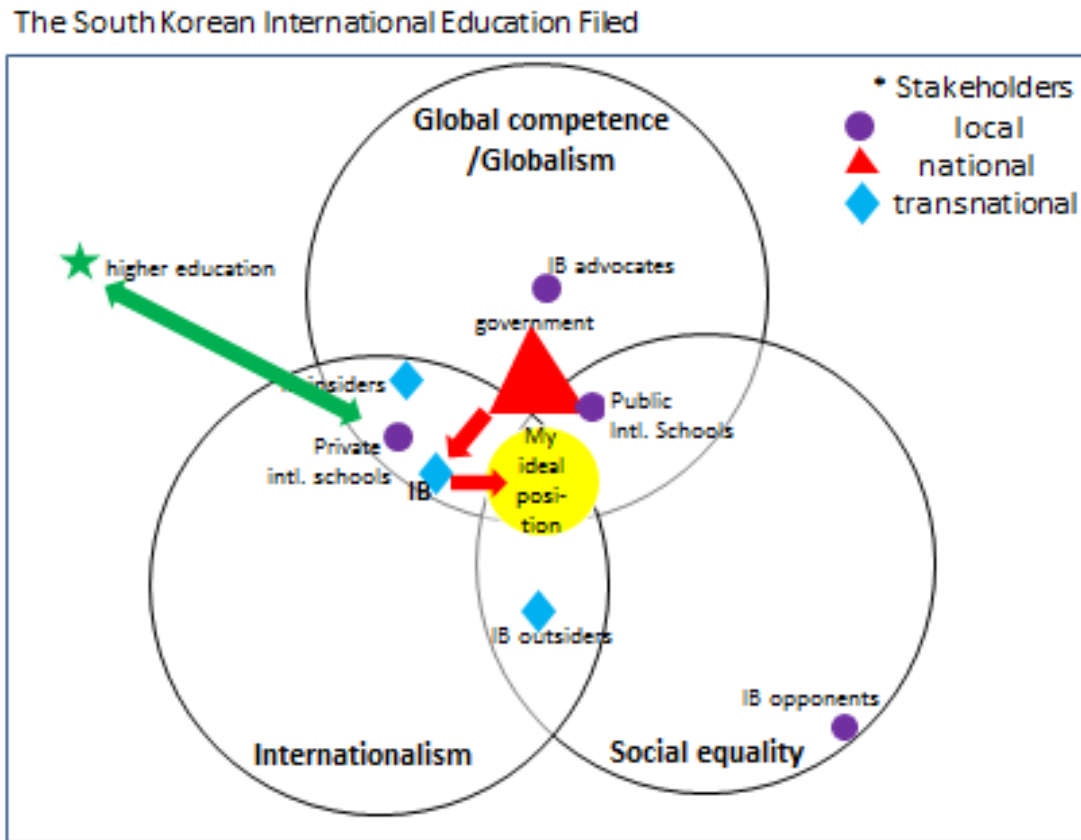 The South Korean International Education Filed
* Stakeholders
local
national
transnational
Global competence
/Globalism
higher education
IB advocates
government
insiders
Public
Intl. Schools
Private
intl. schools
IB
My
ideal
posi-
tion
IB outsiders
IB opponents
Internationalism
Social equality